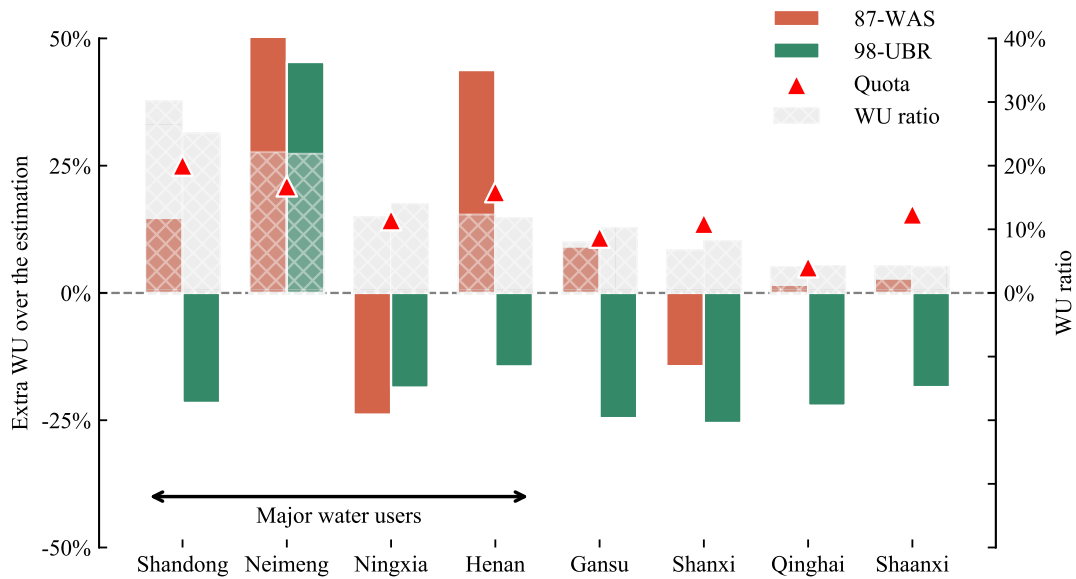 87-WAS
98-UBR
Quota
WU ratio
Extra WU over the estimation
50%
25%
0%
-25%
-50%
40%
30%
20%
10%
0%
WU ratio
Major water users
Shandong Neimeng Ningxia Henan Gansu Shanxi Qinghai Shaanxi